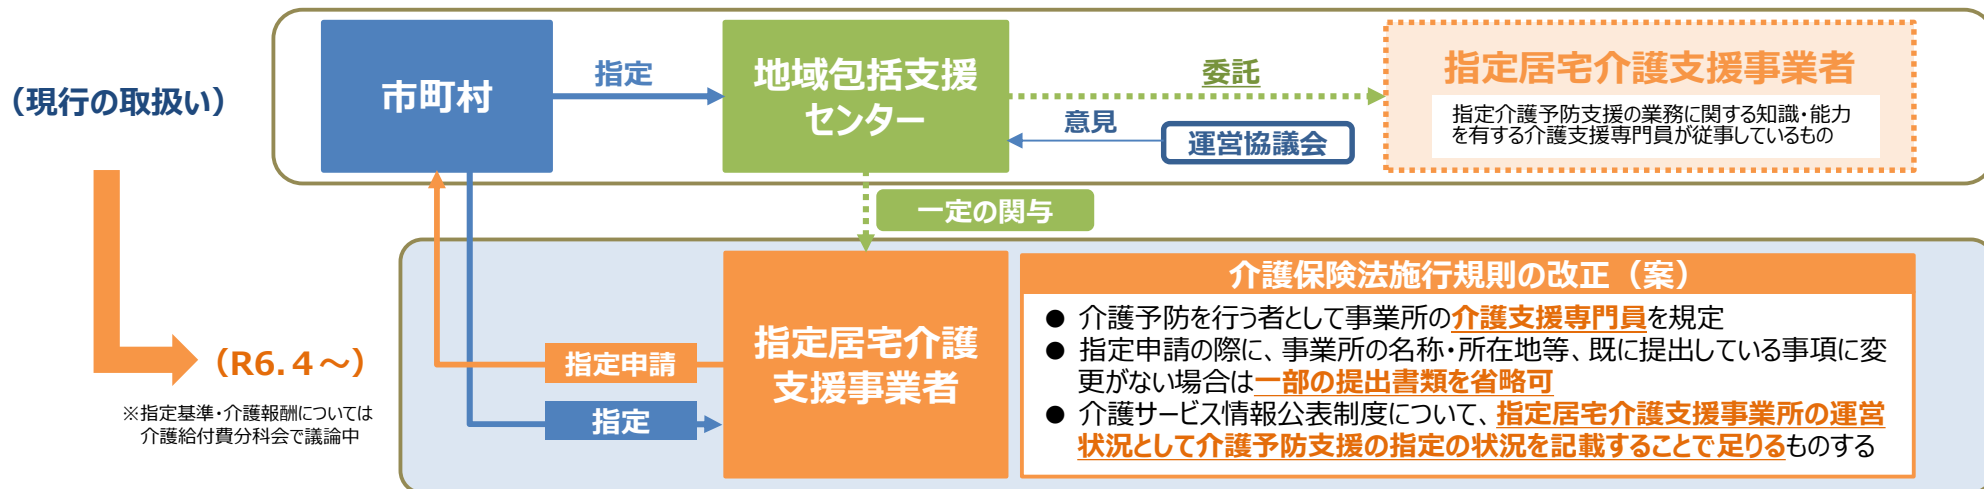 (現行の取扱い)
市町村
指定
地域包括支援
センター
委託
意見
運営協議会
指定居宅介護支援事業者
指定介護予防支援の業務に関する知識・能力
を有する介護支援専門員が従事しているもの
一定の関与
(R6.4~)
※指定基準・介護報酬については
介護給付費分科会で議論中
指定申請
指定
指定居宅介護
支援事業者
介護保険法施行規則の改正(案)
● 介護予防を行う者として事業所の介護支援専門員を規定
● 指定申請の際に、事業所の名称・所在地等、既に提出している事項に変
更がない場合は一部の提出書類を省略可
● 介護サービス情報公表制度について、指定居宅介護支援事業所の運営
状況として介護予防支援の指定の状況を記載することで足りるものする